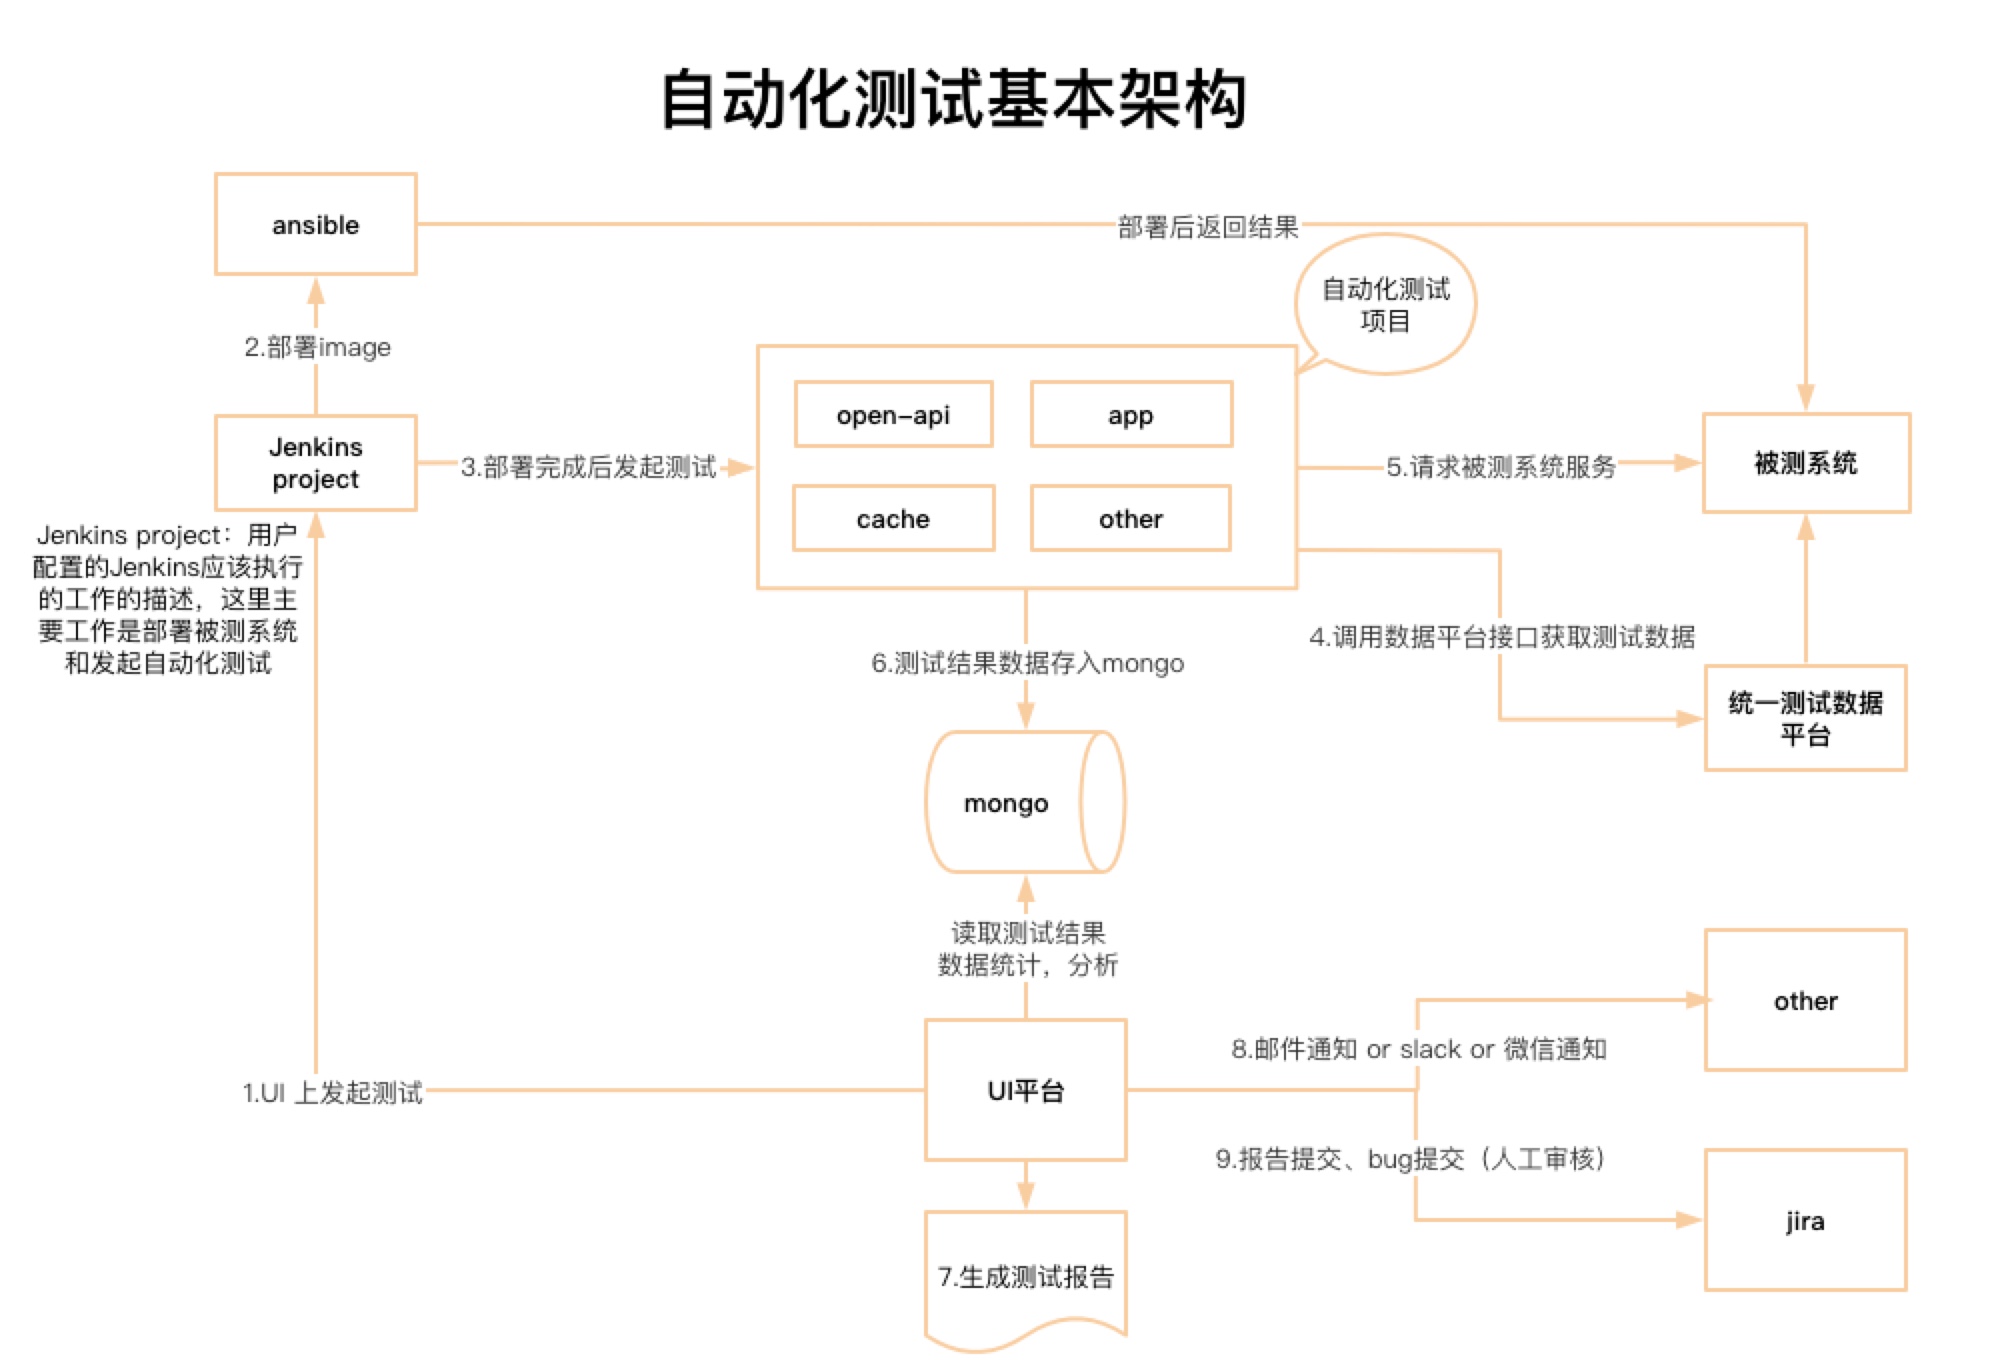 自动化测试基本架构
ansible
部署后返回结果
自动化测试
项目
2.部署image
open-api
app
Jenkins
project
3.部署完成后发起测试
5.请求被测系统服务
被测系统
cache
other
Jenkins project：用户
配置的Jenkins应该执行
的工作的描述，这里主
要工作是部署被测系统
和发起自动化测试
4.调用数据平台接口获取测试数据
6.测试结果数据存入mongo
统一测试数据
平台
mongo
读取测试结果
数据统计，分析
other
8.邮件通知 or slack or 微信通知
1.UI 上发起测试
UI平台
9.报告提交、bug提交（人工审核）
jira
7.生成测试报告